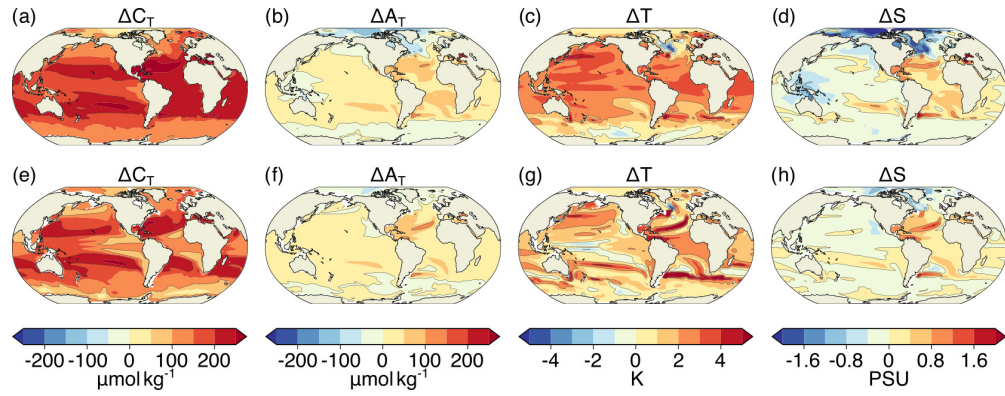 (a) ΔC_T (b) ΔA_T (c) ΔT (d) ΔS
(e) ΔC_T (f) ΔA_T (g) ΔT (h) ΔS
-200 -100 0 100 200 -200 -100 0 100 200 -4 -2 0 2 4 -1.6 -0.8 0 0.8 1.6
μmol kg⁻¹ μmol kg⁻¹ K PSU